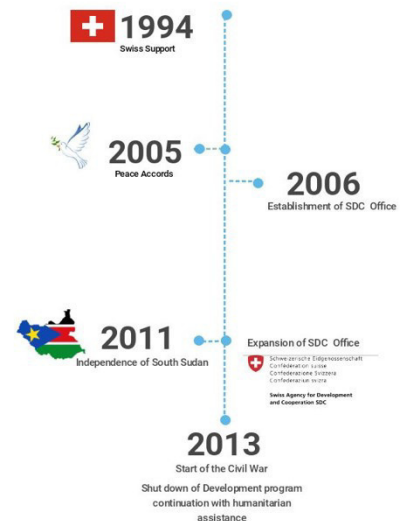 1994
Swiss Support
2005
Peace Accords
2006
Establishment of SDC Office
2011
Independence of South Sudan
Expansion of SDC Office
Schweizerische Eidgenossenschaft
Confédération suisse
Confederazione Svizzera
Confederaziun svizra
Swiss Agency for Development
and Cooperation SDC
2013
Start of the Civil War
Shut down of Development program
continuation with humanitarian
assistance